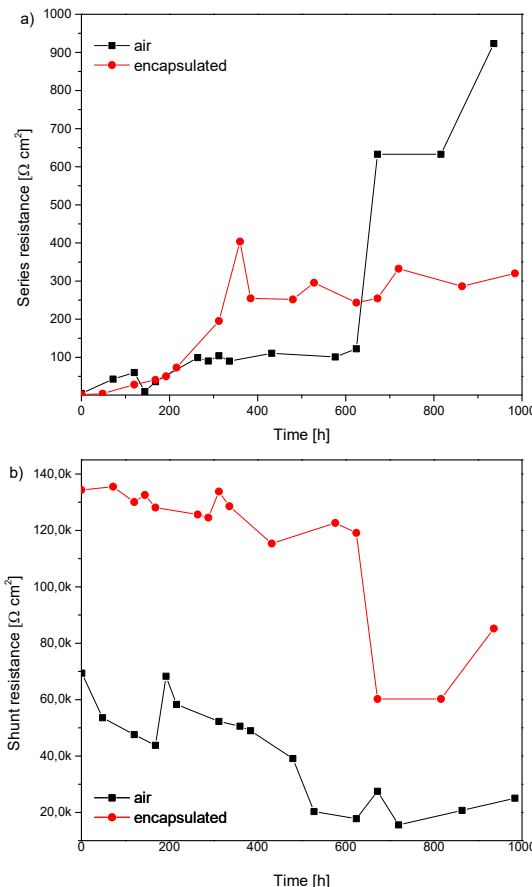 a)
1000
900
800
700
600
500
400
300
200
100
Series resistance [Ω cm²]
air
encapsulated
0 200 400 600 800 1000
Time [h]
b)
140,0k
120,0k
100,0k
80,0k
60,0k
40,0k
20,0k
Shunt resistance [Ω cm²]
air
encapsulated
0 200 400 600 800 1000
Time [h]